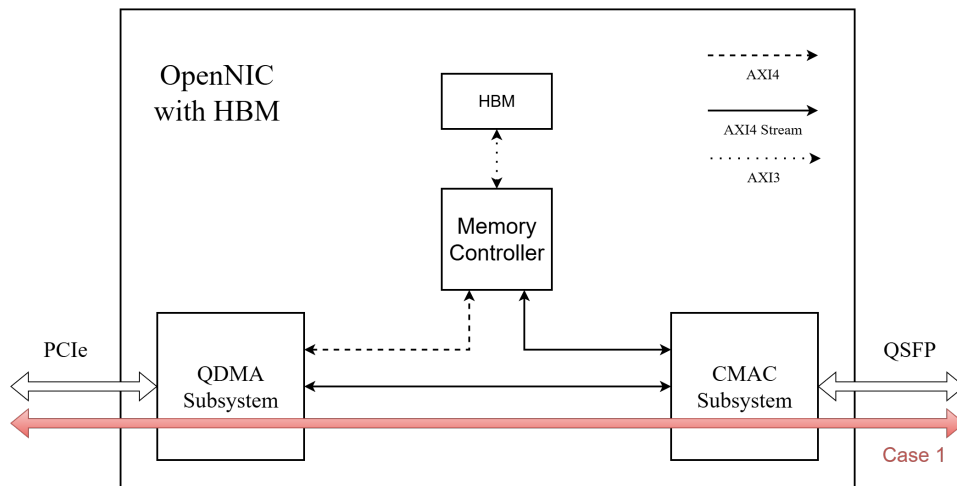 OpenNIC
with HBM
HBM
AXI4
AXI4 Stream
AXI3
Memory
Controller
PCIe
QDMA
Subsystem
CMAC
Subsystem
QSFP
Case 1